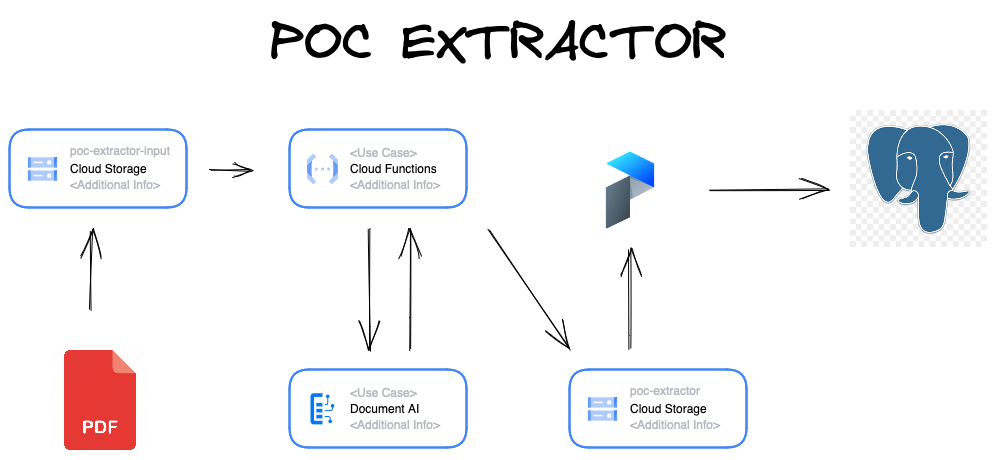 POC EXTRACTOR
poc-extractor-input
Cloud Storage
<Additional Info>
<Use Case>
Cloud Functions
<Additional Info>
PDF
<Use Case>
Document AI
<Additional Info>
poc-extractor
Cloud Storage
<Additional Info>